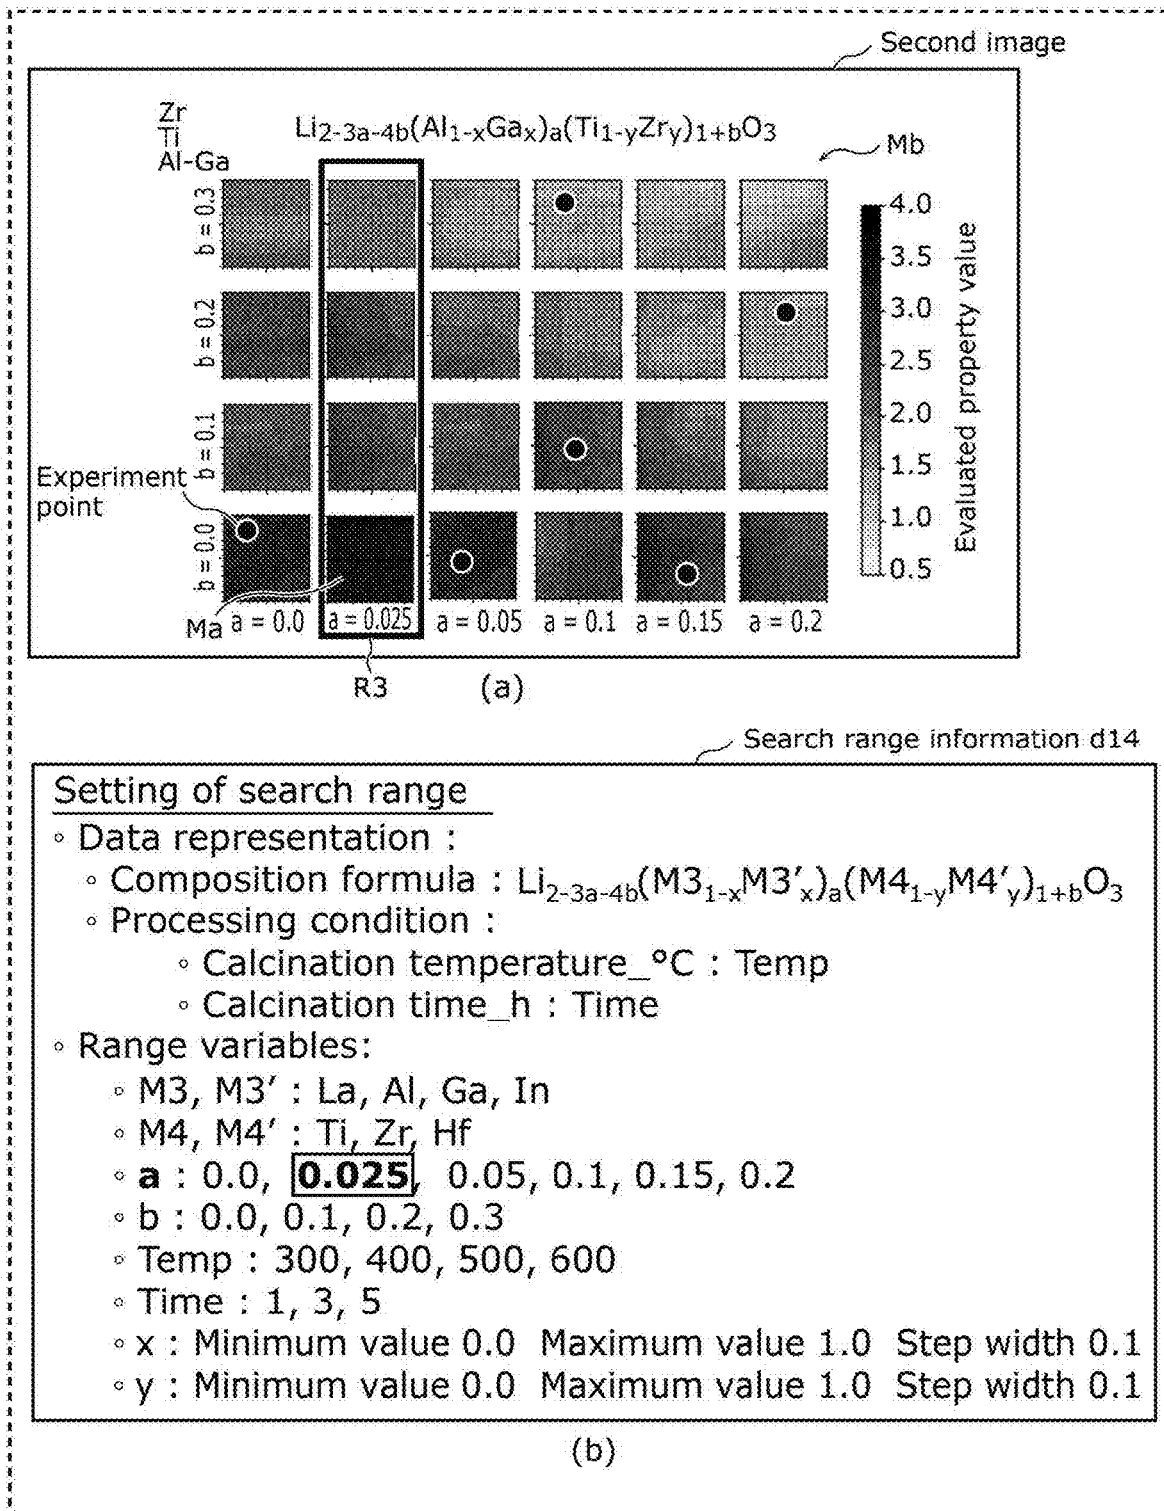 Second image
Zr
Ti
Al-Ga
Li2-3a-4b(Al1-xGax)a(Ti1-yZry)1+bO3
Mb
b = 0.3
b = 0.2
b = 0.1
b = 0.0
4.0
3.5
3.0
2.5
2.0
1.5
1.0
0.5
Evaluated property value
Experiment
point
Ma
a = 0.0 a = 0.025 a = 0.05 a = 0.1 a = 0.15 a = 0.2
R3
(a)
Search range information d14
Setting of search range
◦ Data representation :
◦ Composition formula : Li2-3a-4b(M31-xM3′x)a(M41-yM4′y)1+bO3
◦ Processing condition :
◦ Calcination temperature_°C : Temp
◦ Calcination time_h : Time
◦ Range variables:
◦ M3, M3′ : La, Al, Ga, In
◦ M4, M4′ : Ti, Zr, Hf
◦ a : 0.0, 0.025, 0.05, 0.1, 0.15, 0.2
◦ b : 0.0, 0.1, 0.2, 0.3
◦ Temp : 300, 400, 500, 600
◦ Time : 1, 3, 5
◦ x : Minimum value 0.0 Maximum value 1.0 Step width 0.1
◦ y : Minimum value 0.0 Maximum value 1.0 Step width 0.1
(b)